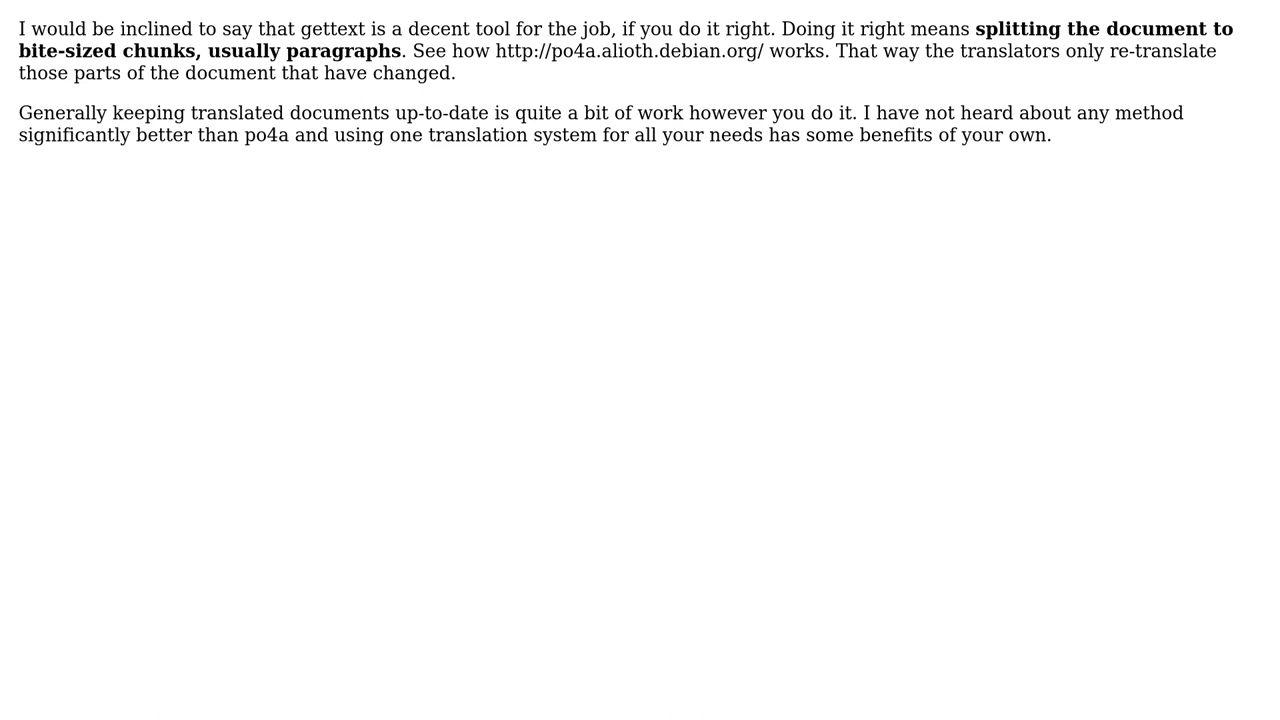 I would be inclined to say that gettext is a decent tool for the job, if you do it right. Doing it right means splitting the document to
bite-sized chunks, usually paragraphs. See how http://po4a.alioth.debian.org/ works. That way the translators only re-translate
those parts of the document that have changed.
Generally keeping translated documents up-to-date is quite a bit of work however you do it. I have not heard about any method
significantly better than po4a and using one translation system for all your needs has some benefits of your own.